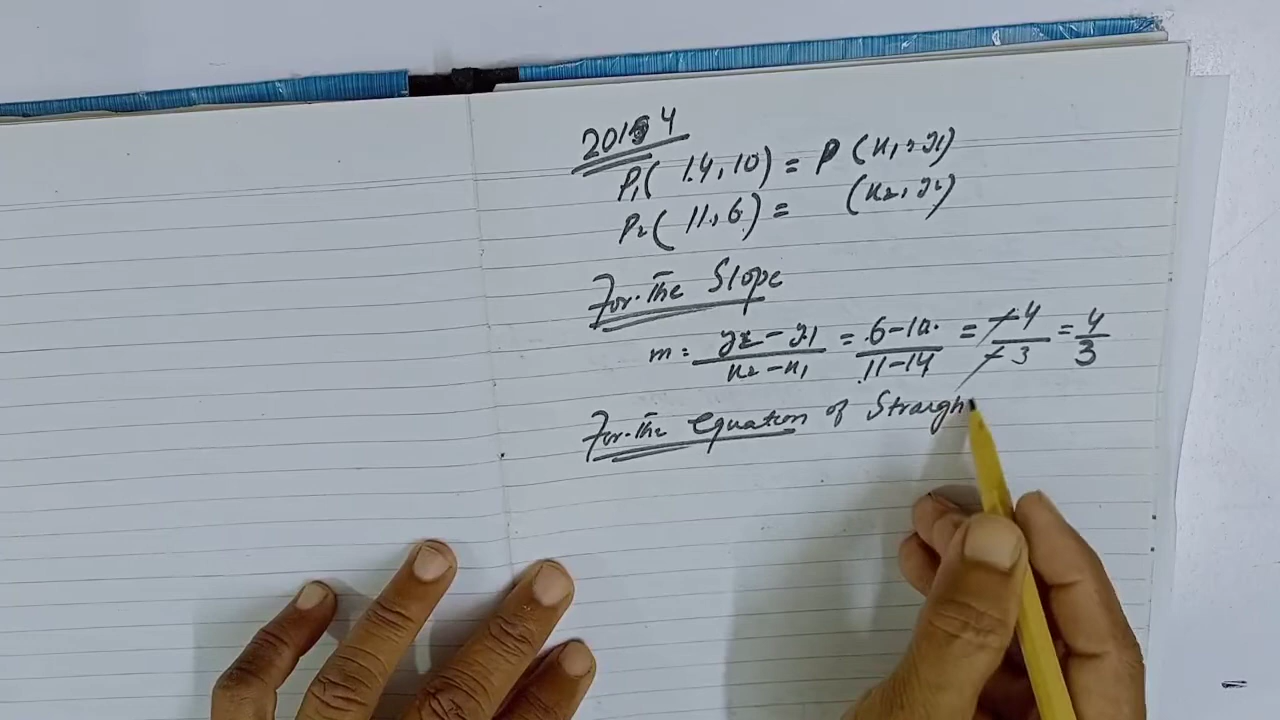 2014
P₁( 14, 10) = P (x₁, y₁)
P₂( 11, 6) = (x₂, y₂)
For The Slope
m = y₂ - y₁ / x₂ - x₁ = 6-10 / 11-14 = -4 / -3 = 4/3
For The equation of Straigh